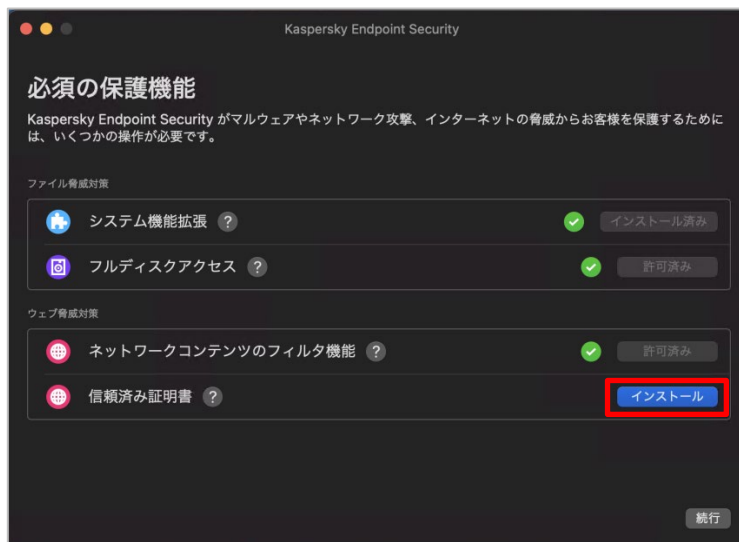 Kaspersky Endpoint Security
必須の保護機能
Kaspersky Endpoint Security がマルウェアやネットワーク攻撃、インターネットの脅威からお客様を保護するために
は、いくつかの操作が必要です。
ファイル脅威対策
システム機能拡張 ? インストール済み
フルディスクアクセス ? 許可済み
ウェブ脅威対策
ネットワークコンテンツのフィルタ機能 ? 許可済み
信頼済み証明書 ? インストール
続行